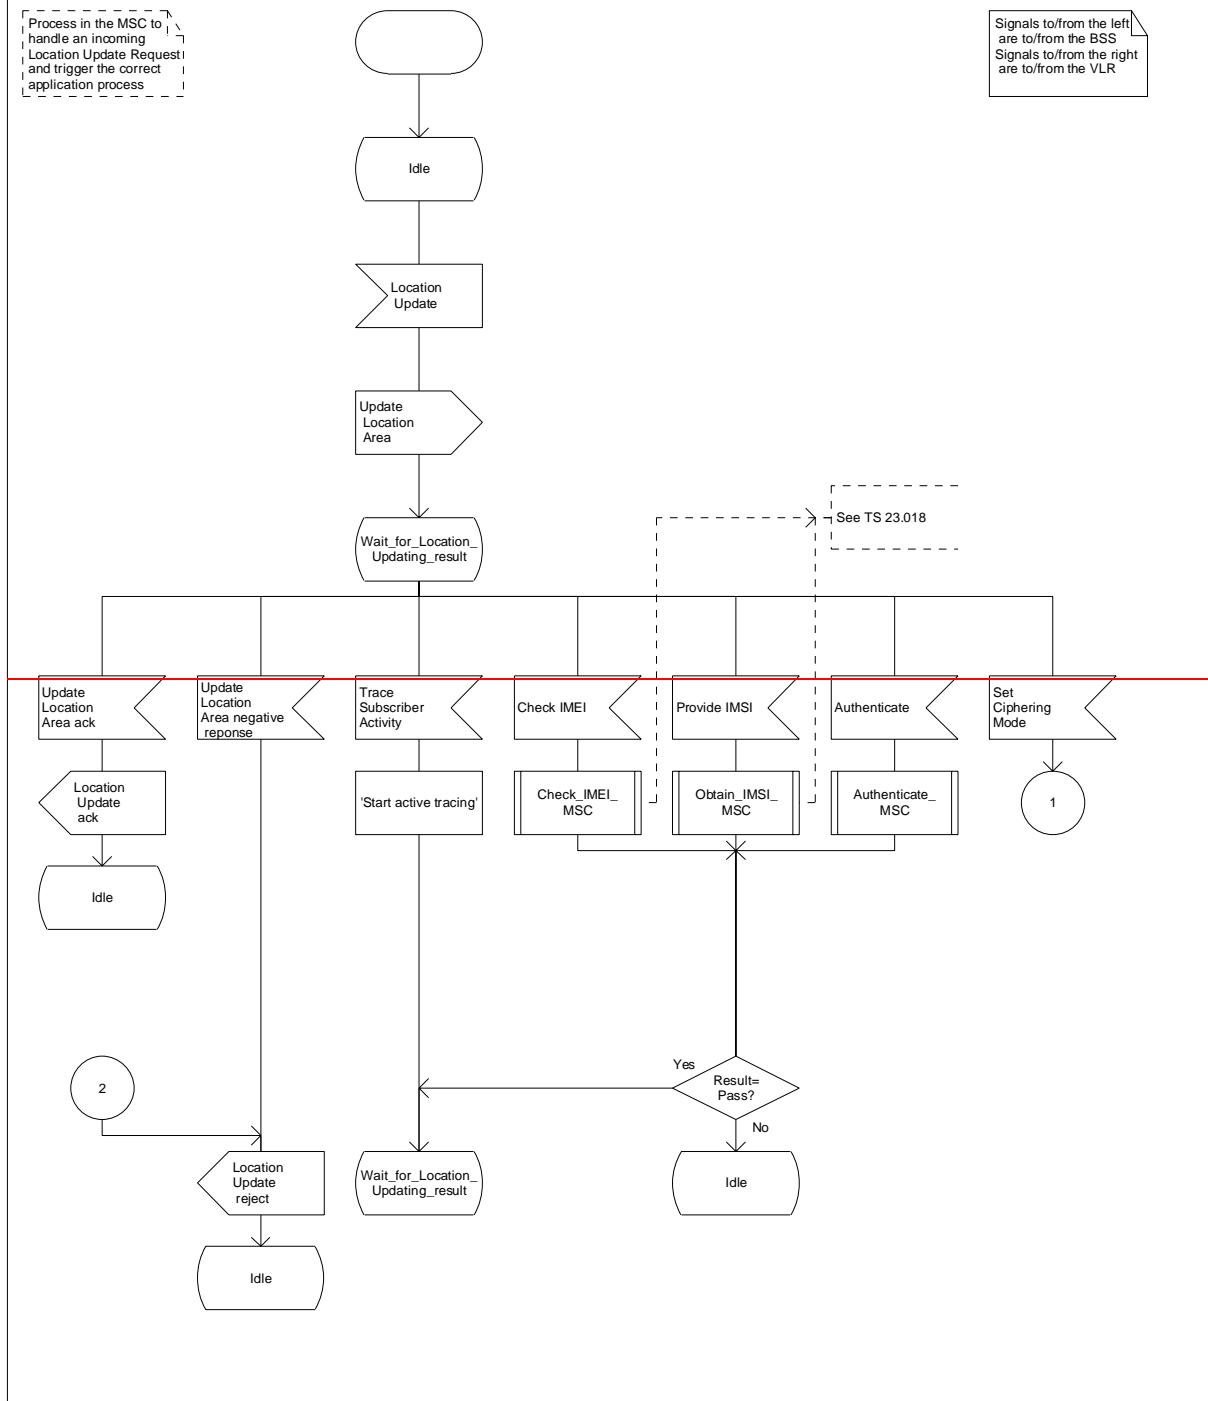 Process in the MSC to
handle an incoming
Location Update Request
and trigger the correct
application process
Signals to/from the left
are to/from the BSS
Signals to/from the right
are to/from the VLR
Idle
Location
Update
Update
Location
Area
See TS 23.018
Wait_for_Location_
Updating_result
Update
Location
Area ack
Update
Location
Area negative
reponse
Trace
Subscriber
Activity
Check IMEI
Provide IMSI
Authenticate
Set
Ciphering
Mode
Location
Update
ack
'Start active tracing'
Check_IMEI_
MSC
Obtain_IMSI_
MSC
Authenticate_
MSC
1
Idle
2
Yes
Result=
Pass?
No
Location
Update
reject
Wait_for_Location_
Updating_result
Idle
Idle